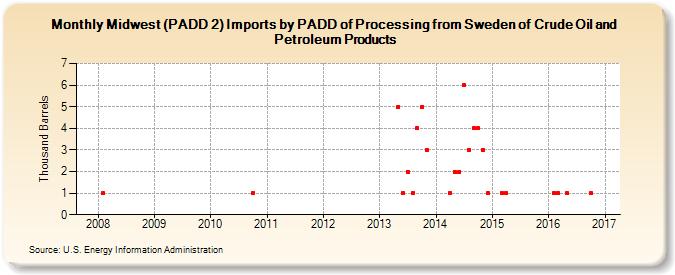 Monthly Midwest (PADD 2) Imports by PADD of Processing from Sweden of Crude Oil and
Petroleum Products
Thousand Barrels
7
6
5
4
3
2
1
0
2008 2009 2010 2011 2012 2013 2014 2015 2016 2017
Source: U.S. Energy Information Administration